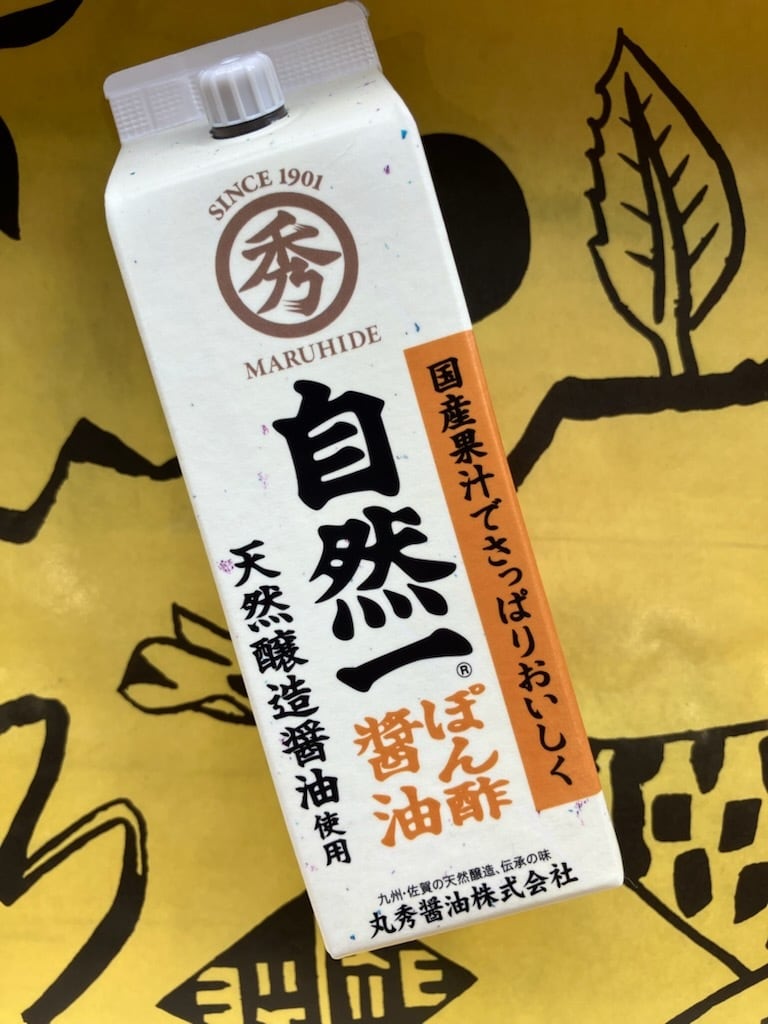 SINCE 1901
秀
MARUHIDE
国産果汁でさっぱりおいしく
自然一®
天然醸造醤油使用
ぽん酢
醤油
九州・佐賀の天然醸造、伝承の味
丸秀醤油株式会社